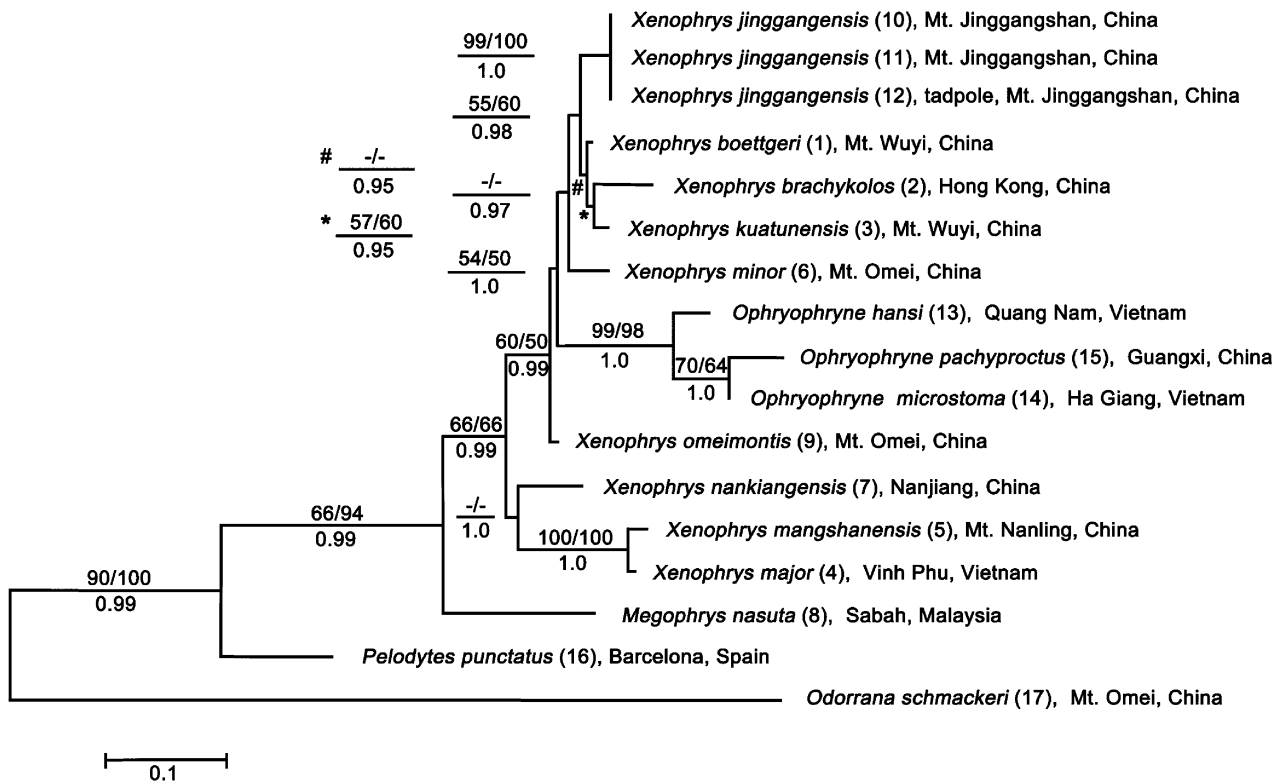 Xenophrys jinggangensis (10), Mt. Jinggangshan, China
99/100
1.0
Xenophrys jinggangensis (11), Mt. Jinggangshan, China
Xenophrys jinggangensis (12), tadpole, Mt. Jinggangshan, China
55/60
0.98
Xenophrys boettgeri (1), Mt. Wuyi, China
# -/-
0.95
-/-
0.97
#
Xenophrys brachykolos (2), Hong Kong, China
* 57/60
0.95
*
Xenophrys kuatunensis (3), Mt. Wuyi, China
54/50
1.0
Xenophrys minor (6), Mt. Omei, China
Ophryophryne hansi (13), Quang Nam, Vietnam
99/98
1.0
60/50
0.99
70/64
1.0
Ophryophryne pachyproctus (15), Guangxi, China
Ophryophryne microstoma (14), Ha Giang, Vietnam
66/66
0.99
Xenophrys omeimontis (9), Mt. Omei, China
Xenophrys nankiangensis (7), Nanjiang, China
-/-
1.0
66/94
0.99
100/100
1.0
Xenophrys mangshanensis (5), Mt. Nanling, China
Xenophrys major (4), Vinh Phu, Vietnam
90/100
0.99
Megophrys nasuta (8), Sabah, Malaysia
Pelodytes punctatus (16), Barcelona, Spain
Odorrana schmackeri (17), Mt. Omei, China
0.1